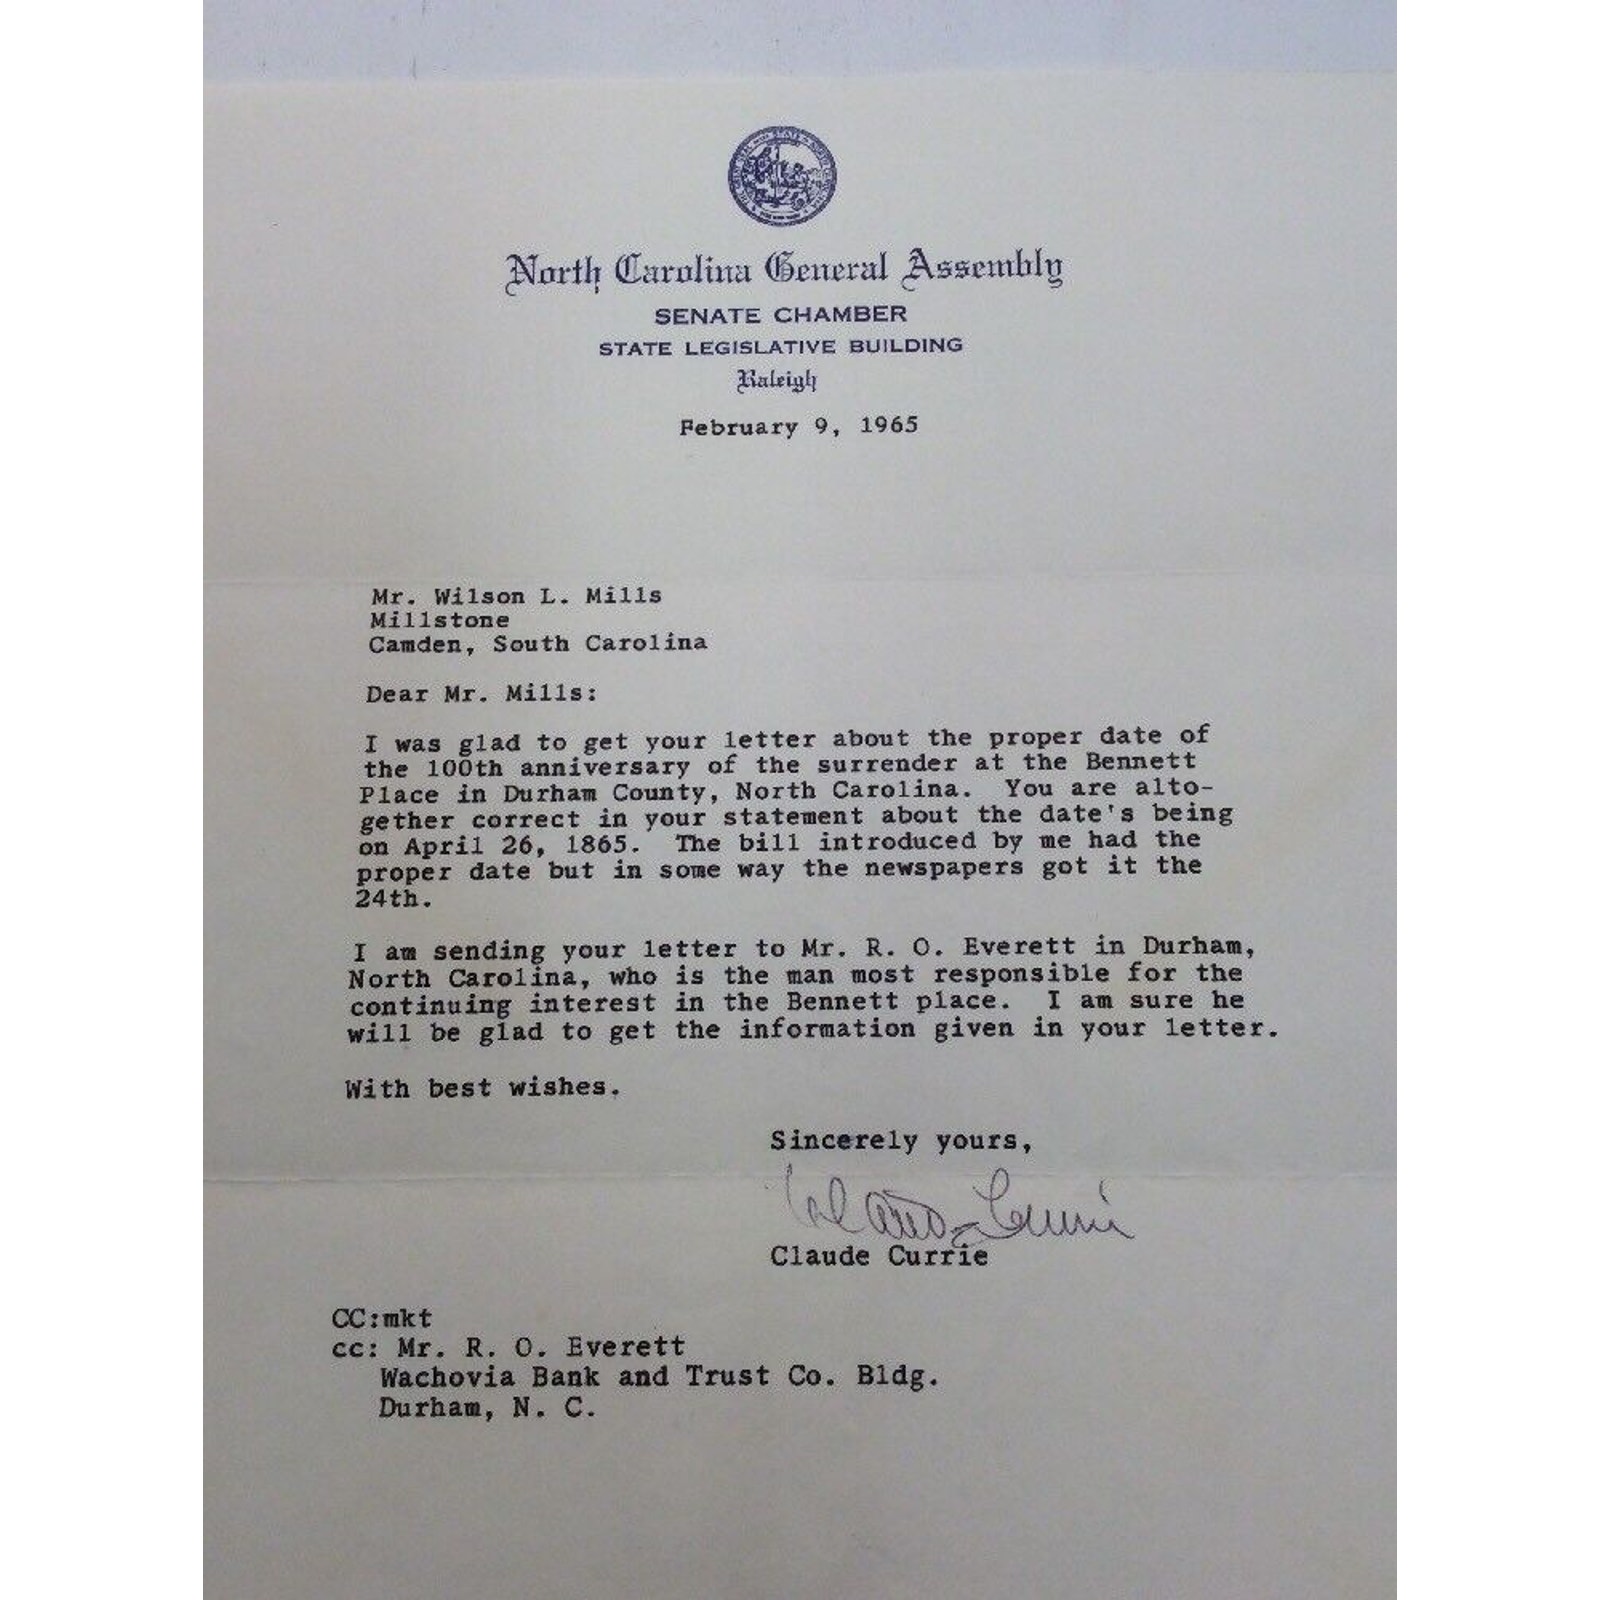 North Carolina General Assembly
SENATE CHAMBER
STATE LEGISLATIVE BUILDING
Raleigh
February 9, 1965
Mr. Wilson L. Mills
Millstone
Camden, South Carolina
Dear Mr. Mills:
I was glad to get your letter about the proper date of
the 100th anniversary of the surrender at the Bennett
Place in Durham County, North Carolina.  You are alto-
gether correct in your statement about the date's being
on April 26, 1865.  The bill introduced by me had the
proper date but in some way the newspapers got it the
24th.
I am sending your letter to Mr. R. O. Everett in Durham,
North Carolina, who is the man most responsible for the
continuing interest in the Bennett place.  I am sure he
will be glad to get the information given in your letter.
With best wishes.
Sincerely yours,
Claude Currie
Claude Currie
CC:mkt
cc: Mr. R. O. Everett
Wachovia Bank and Trust Co. Bldg.
Durham, N. C.